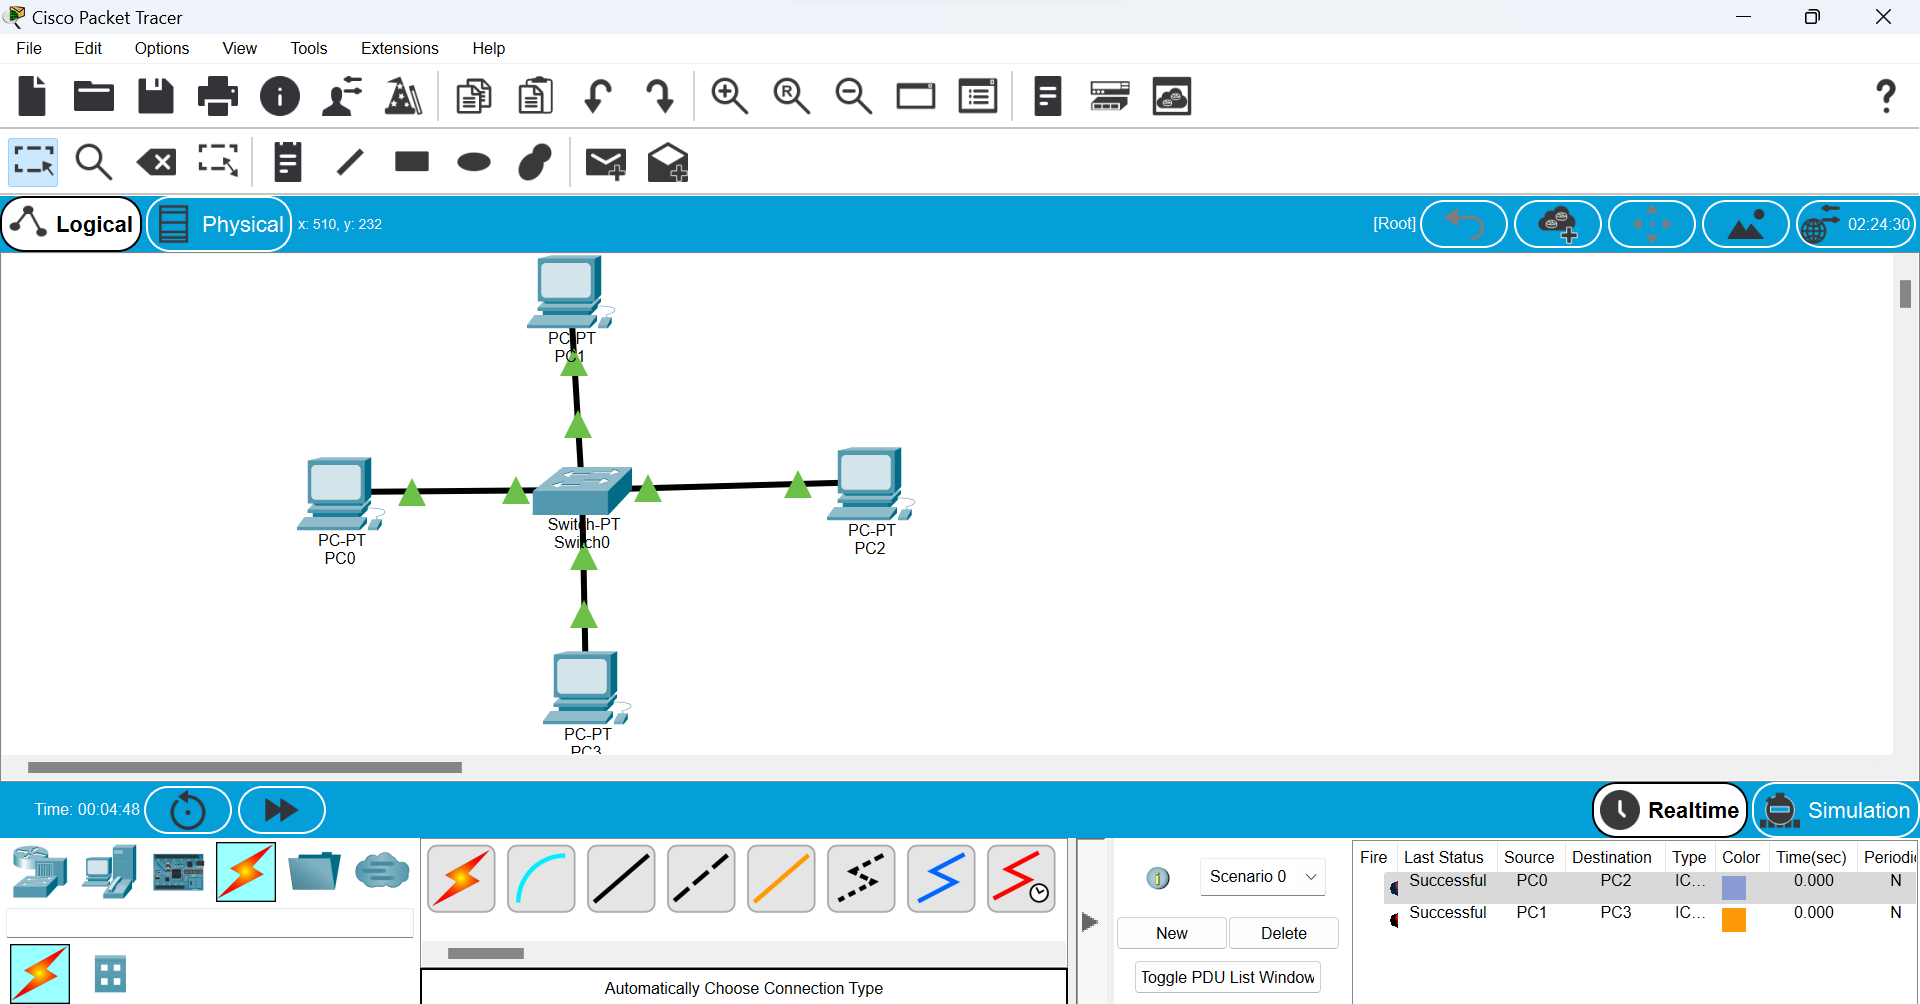 Cisco Packet Tracer
File Edit Options View Tools Extensions Help
Logical Physical x: 510, y: 232 [Root] 02:24:30
PC-PT
PC1
PC-PT
PC0
Switch-PT
Switch0
PC-PT
PC2
PC-PT
PC3
Time: 00:04:48 Realtime Simulation
Fire Last Status Source Destination Type Color Time(sec) Periodic
Successful PC0 PC2 IC... 0.000 N
Successful PC1 PC3 IC... 0.000 N
Scenario 0
New Delete
Toggle PDU List Window
Automatically Choose Connection Type